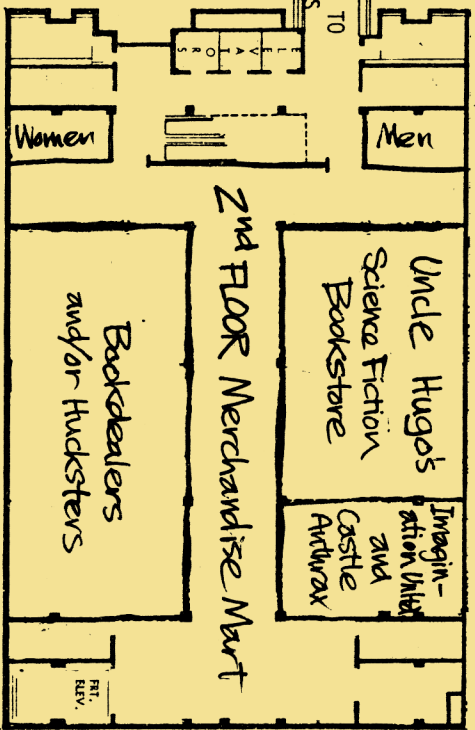 TO
ELEVATORS
Women
Men
2nd FLOOR Merchandise Mart
Uncle Hugo's
Science Fiction
Bookstore
Bookdealers
and/or Hucksters
Imagin-
ation Unltd
and
Castle
Anthrax
FRT.
ELEV.